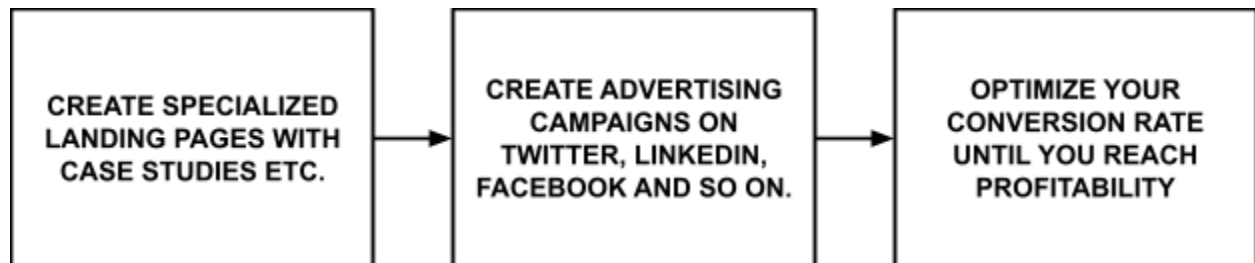 CREATE SPECIALIZED
LANDING PAGES WITH
CASE STUDIES ETC.
CREATE ADVERTISING
CAMPAIGNS ON
TWITTER, LINKEDIN,
FACEBOOK AND SO ON.
OPTIMIZE YOUR
CONVERSION RATE
UNTIL YOU REACH
PROFITABILITY